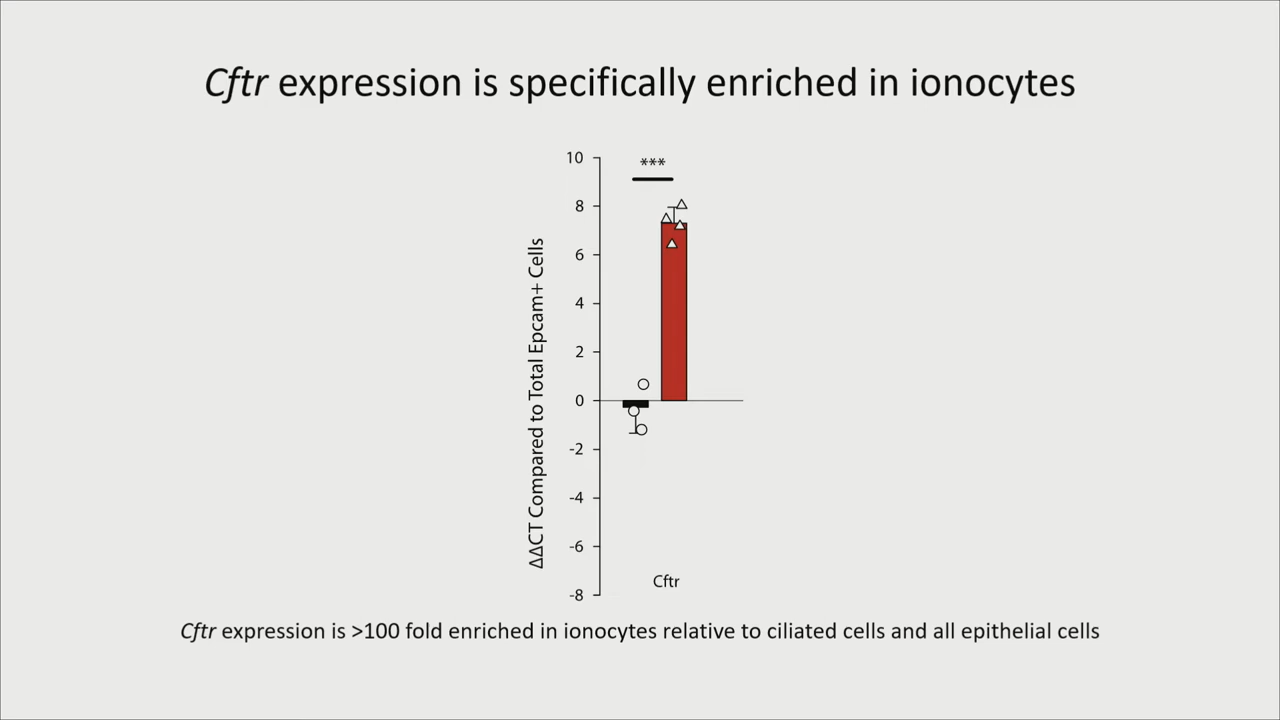 Cftr expression is specifically enriched in ionocytes
10
***
8
6
4
2
0
-2
-4
-6
-8
ΔΔCT Compared to Total Epcam+ Cells
Cftr
Cftr expression is >100 fold enriched in ionocytes relative to ciliated cells and all epithelial cells